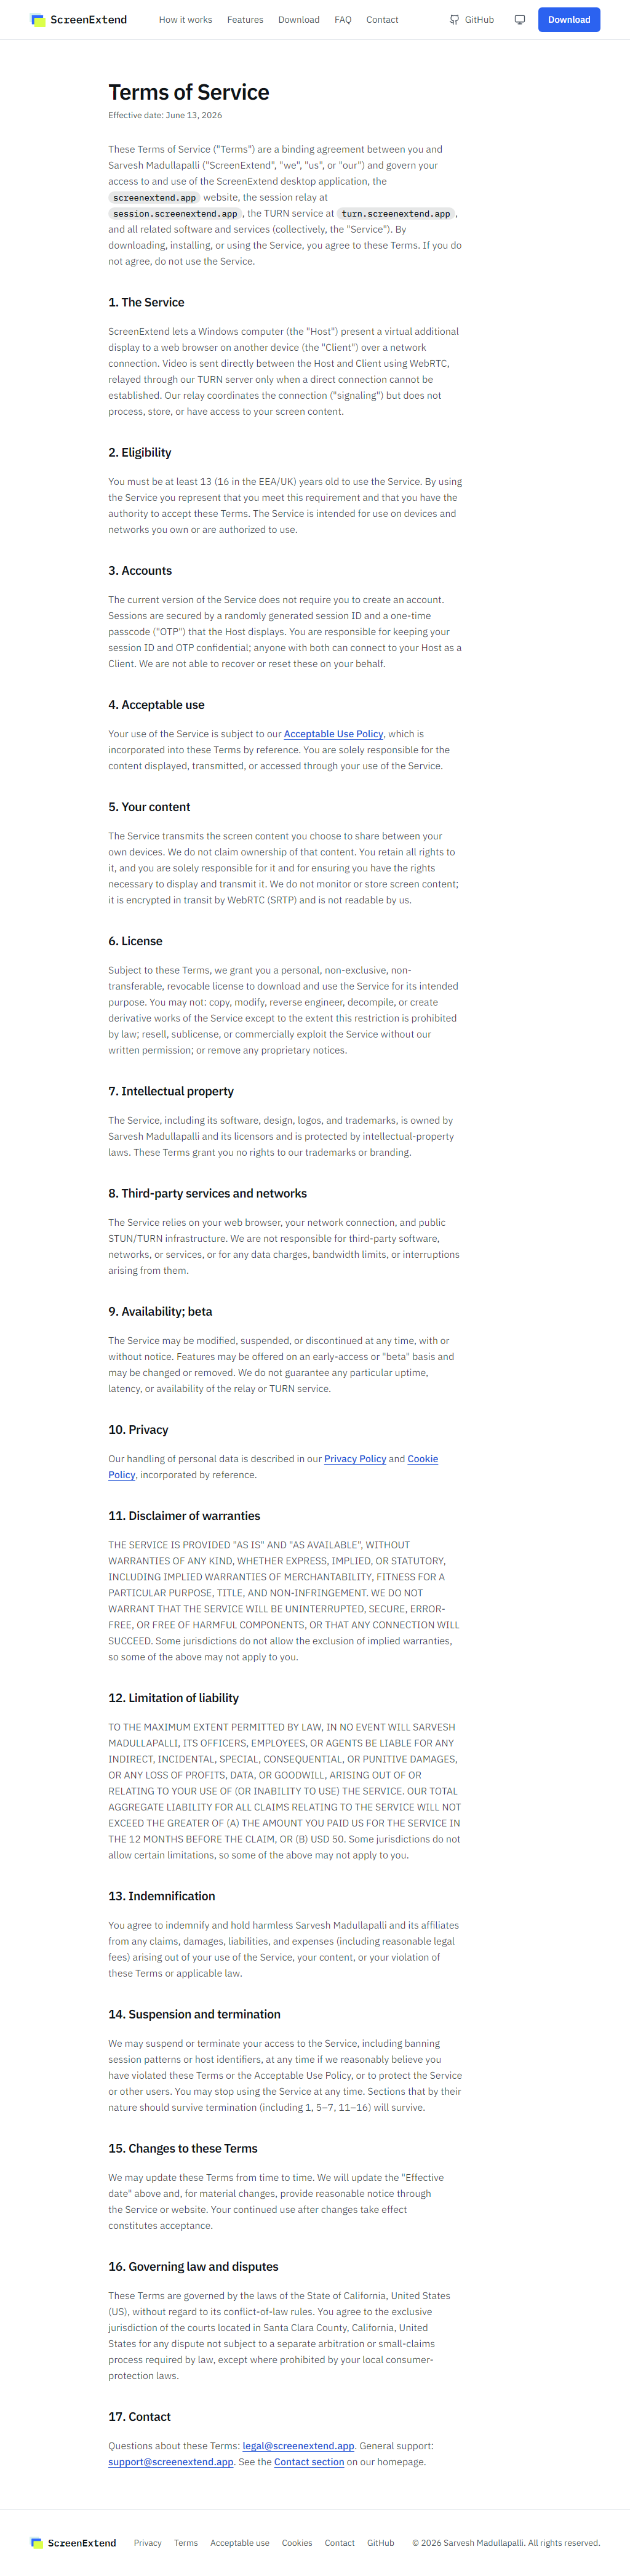 ScreenExtend How it works Features Download FAQ Contact GitHub Download
Terms of Service
Effective date: June 13, 2026
These Terms of Service ("Terms") are a binding agreement between you and
Sarvesh Madullapalli ("ScreenExtend", "we", "us", or "our") and govern your
access to and use of the ScreenExtend desktop application, the
screenextend.app website, the session relay at
session.screenextend.app, the TURN service at turn.screenextend.app,
and all related software and services (collectively, the "Service"). By
downloading, installing, or using the Service, you agree to these Terms. If you do
not agree, do not use the Service.
1. The Service
ScreenExtend lets a Windows computer (the "Host") present a virtual additional
display to a web browser on another device (the "Client") over a network
connection. Video is sent directly between the Host and Client using WebRTC,
relayed through our TURN server only when a direct connection cannot be
established. Our relay coordinates the connection ("signaling") but does not
process, store, or have access to your screen content.
2. Eligibility
You must be at least 13 (16 in the EEA/UK) years old to use the Service. By using
the Service you represent that you meet this requirement and that you have the
authority to accept these Terms. The Service is intended for use on devices and
networks you own or are authorized to use.
3. Accounts
The current version of the Service does not require you to create an account.
Sessions are secured by a randomly generated session ID and a one-time
passcode ("OTP") that the Host displays. You are responsible for keeping your
session ID and OTP confidential; anyone with both can connect to your Host as a
Client. We are not able to recover or reset these on your behalf.
4. Acceptable use
Your use of the Service is subject to our Acceptable Use Policy, which is
incorporated into these Terms by reference. You are solely responsible for the
content displayed, transmitted, or accessed through your use of the Service.
5. Your content
The Service transmits the screen content you choose to share between your
own devices. We do not claim ownership of that content. You retain all rights to
it, and you are solely responsible for it and for ensuring you have the rights
necessary to display and transmit it. We do not monitor or store screen content;
it is encrypted in transit by WebRTC (SRTP) and is not readable by us.
6. License
Subject to these Terms, we grant you a personal, non-exclusive, non-
transferable, revocable license to download and use the Service for its intended
purpose. You may not: copy, modify, reverse engineer, decompile, or create
derivative works of the Service except to the extent this restriction is prohibited
by law; resell, sublicense, or commercially exploit the Service without our
written permission; or remove any proprietary notices.
7. Intellectual property
The Service, including its software, design, logos, and trademarks, is owned by
Sarvesh Madullapalli and its licensors and is protected by intellectual-property
laws. These Terms grant you no rights to our trademarks or branding.
8. Third-party services and networks
The Service relies on your web browser, your network connection, and public
STUN/TURN infrastructure. We are not responsible for third-party software,
networks, or services, or for any data charges, bandwidth limits, or interruptions
arising from them.
9. Availability; beta
The Service may be modified, suspended, or discontinued at any time, with or
without notice. Features may be offered on an early-access or "beta" basis and
may be changed or removed. We do not guarantee any particular uptime,
latency, or availability of the relay or TURN service.
10. Privacy
Our handling of personal data is described in our Privacy Policy and Cookie
Policy, incorporated by reference.
11. Disclaimer of warranties
THE SERVICE IS PROVIDED "AS IS" AND "AS AVAILABLE", WITHOUT
WARRANTIES OF ANY KIND, WHETHER EXPRESS, IMPLIED, OR STATUTORY,
INCLUDING IMPLIED WARRANTIES OF MERCHANTABILITY, FITNESS FOR A
PARTICULAR PURPOSE, TITLE, AND NON-INFRINGEMENT. WE DO NOT
WARRANT THAT THE SERVICE WILL BE UNINTERRUPTED, SECURE, ERROR-
FREE, OR FREE OF HARMFUL COMPONENTS, OR THAT ANY CONNECTION WILL
SUCCEED. Some jurisdictions do not allow the exclusion of implied warranties,
so some of the above may not apply to you.
12. Limitation of liability
TO THE MAXIMUM EXTENT PERMITTED BY LAW, IN NO EVENT WILL SARVESH
MADULLAPALLI, ITS OFFICERS, EMPLOYEES, OR AGENTS BE LIABLE FOR ANY
INDIRECT, INCIDENTAL, SPECIAL, CONSEQUENTIAL, OR PUNITIVE DAMAGES,
OR ANY LOSS OF PROFITS, DATA, OR GOODWILL, ARISING OUT OF OR
RELATING TO YOUR USE OF (OR INABILITY TO USE) THE SERVICE. OUR TOTAL
AGGREGATE LIABILITY FOR ALL CLAIMS RELATING TO THE SERVICE WILL NOT
EXCEED THE GREATER OF (A) THE AMOUNT YOU PAID US FOR THE SERVICE IN
THE 12 MONTHS BEFORE THE CLAIM, OR (B) USD 50. Some jurisdictions do not
allow certain limitations, so some of the above may not apply to you.
13. Indemnification
You agree to indemnify and hold harmless Sarvesh Madullapalli and its affiliates
from any claims, damages, liabilities, and expenses (including reasonable legal
fees) arising out of your use of the Service, your content, or your violation of
these Terms or applicable law.
14. Suspension and termination
We may suspend or terminate your access to the Service, including banning
session patterns or host identifiers, at any time if we reasonably believe you
have violated these Terms or the Acceptable Use Policy, or to protect the Service
or other users. You may stop using the Service at any time. Sections that by their
nature should survive termination (including 1, 5–7, 11–16) will survive.
15. Changes to these Terms
We may update these Terms from time to time. We will update the "Effective
date" above and, for material changes, provide reasonable notice through
the Service or website. Your continued use after changes take effect
constitutes acceptance.
16. Governing law and disputes
These Terms are governed by the laws of the State of California, United States
(US), without regard to its conflict-of-law rules. You agree to the exclusive
jurisdiction of the courts located in Santa Clara County, California, United
States for any dispute not subject to a separate arbitration or small-claims
process required by law, except where prohibited by your local consumer-
protection laws.
17. Contact
Questions about these Terms: legal@screenextend.app. General support:
support@screenextend.app. See the Contact section on our homepage.
ScreenExtend Privacy Terms Acceptable use Cookies Contact GitHub © 2026 Sarvesh Madullapalli. All rights reserved.